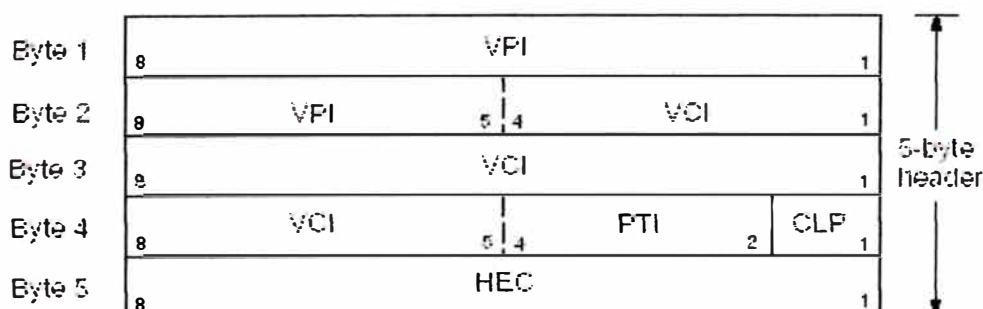 Byte 1 8 VPI 1
Byte 2 8 VPI 5 4 VCI 1
Byte 3 8 VCI 1
Byte 4 8 VCI 5 4 PTI 2 CLP 1
Byte 5 8 HEC 1
5-byte
header